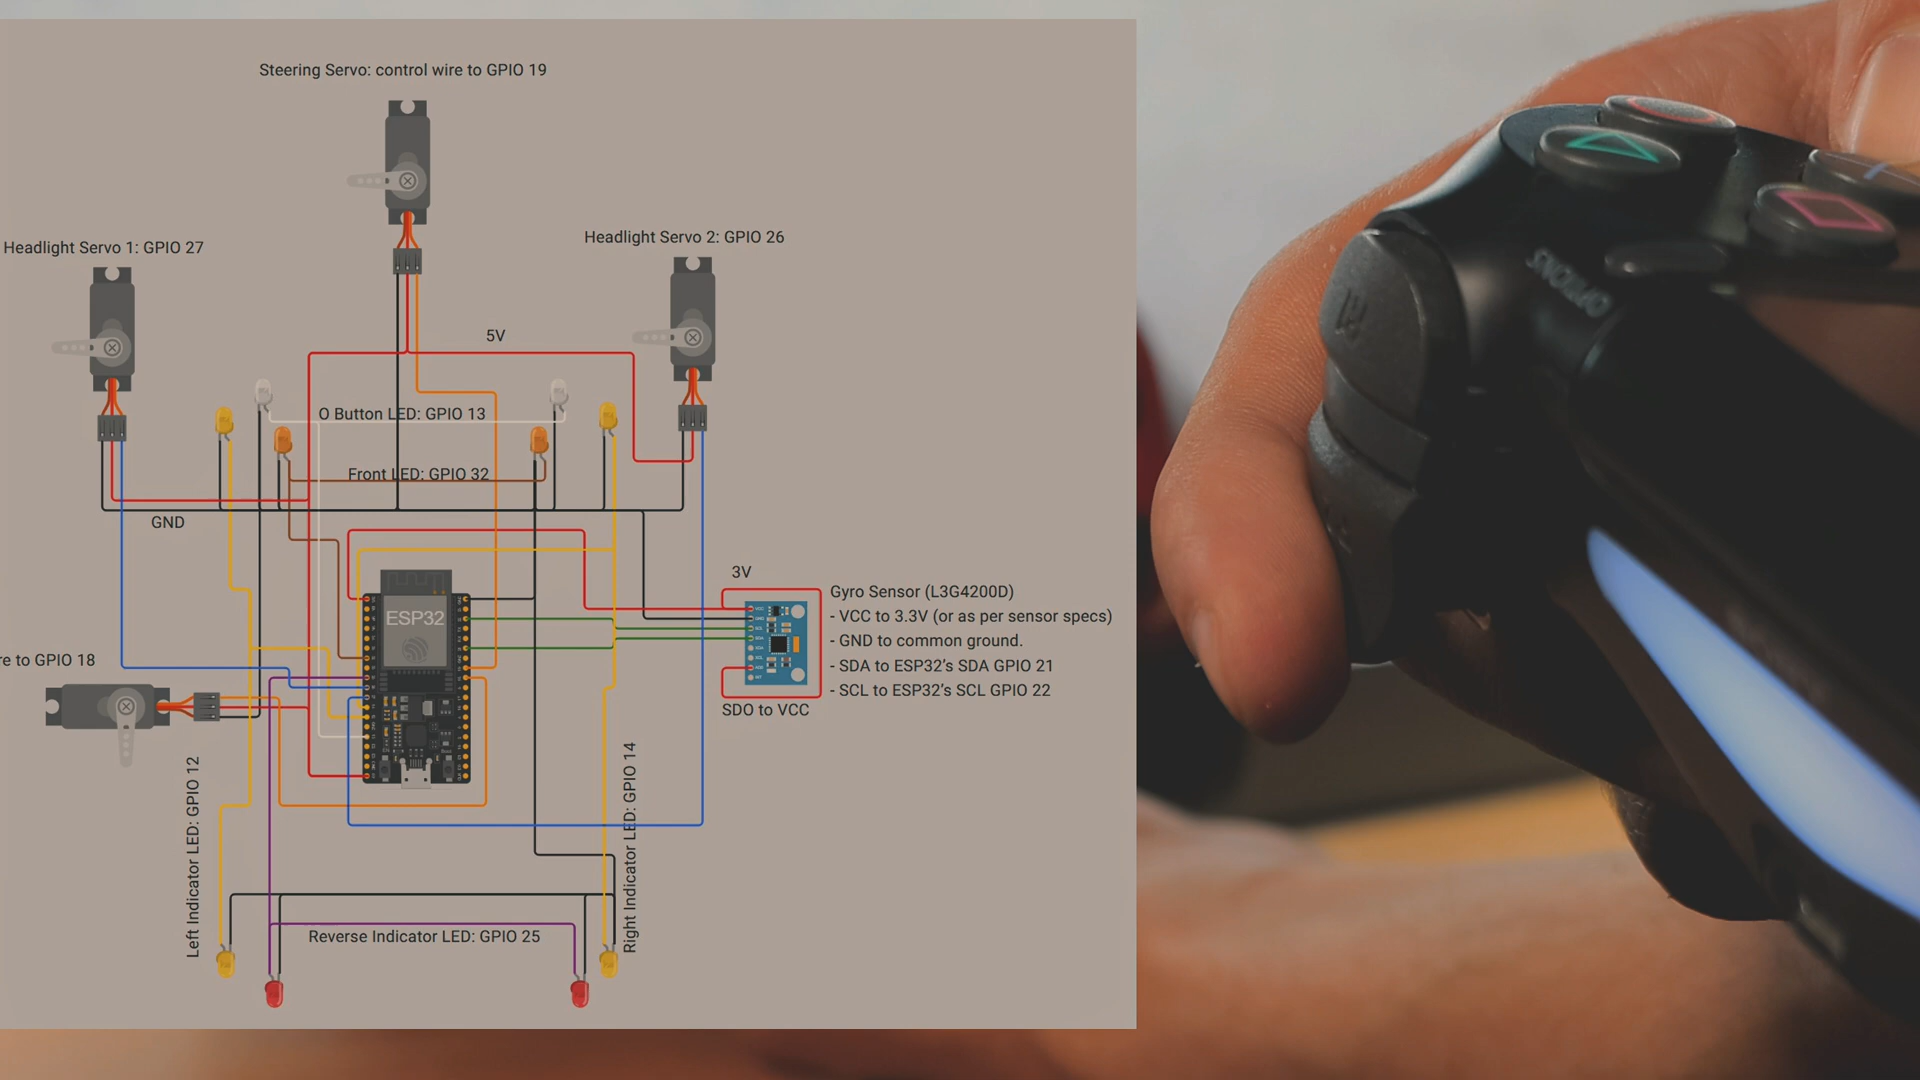 Steering Servo: control wire to GPIO 19
Headlight Servo 1: GPIO 27
Headlight Servo 2: GPIO 26
5V
O Button LED: GPIO 13
Front LED: GPIO 32
GND
3V
Gyro Sensor (L3G4200D)
- VCC to 3.3V (or as per sensor specs)
- GND to common ground.
- SDA to ESP32’s SDA GPIO 21
- SCL to ESP32’s SCL GPIO 22
SDO to VCC
ESP32
re to GPIO 18
Left Indicator LED: GPIO 12
Right Indicator LED: GPIO 14
Reverse Indicator LED: GPIO 25
OPTIONS